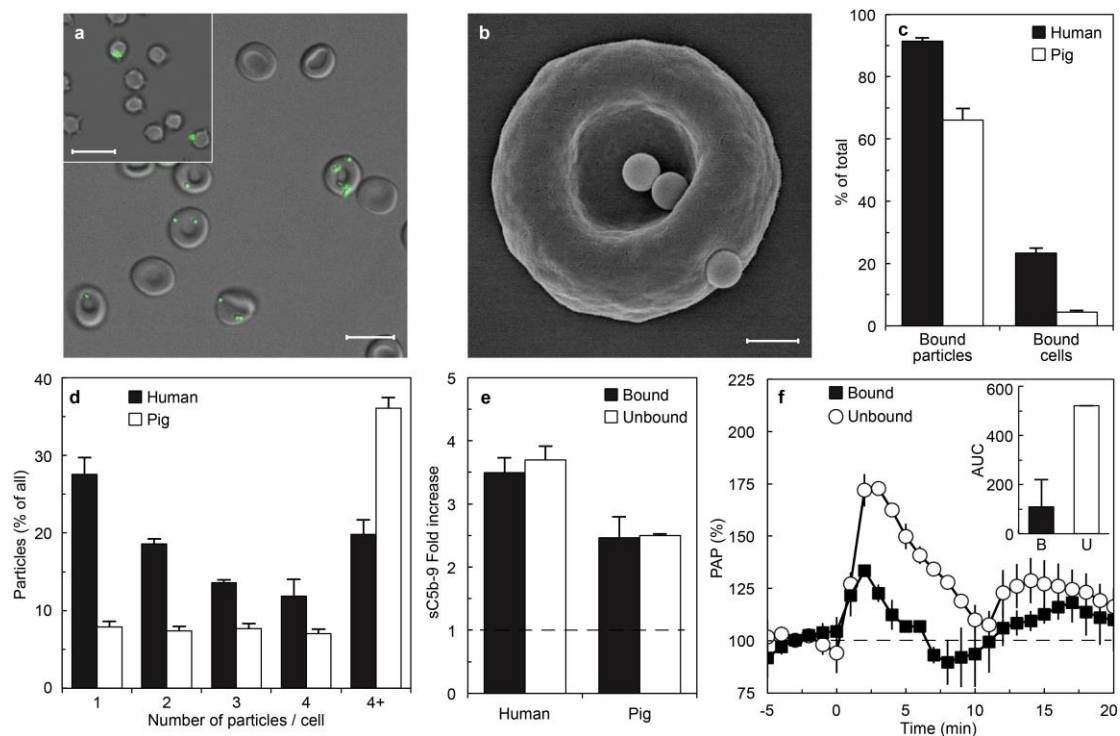 a
b
c
Human
Pig
% of total
100
80
60
40
20
0
Bound particles
Bound cells
d
Human
Pig
Particles (% of all)
40
30
20
10
0
1 2 3 4 4+
Number of particles / cell
e
Bound
Unbound
sC5b-9 Fold increase
5
4
3
2
1
0
Human Pig
f
Bound
Unbound
PAP (%)
225
200
175
150
125
100
75
-5 0 5 10 15 20
Time (min)
AUC
600
400
200
0
B U